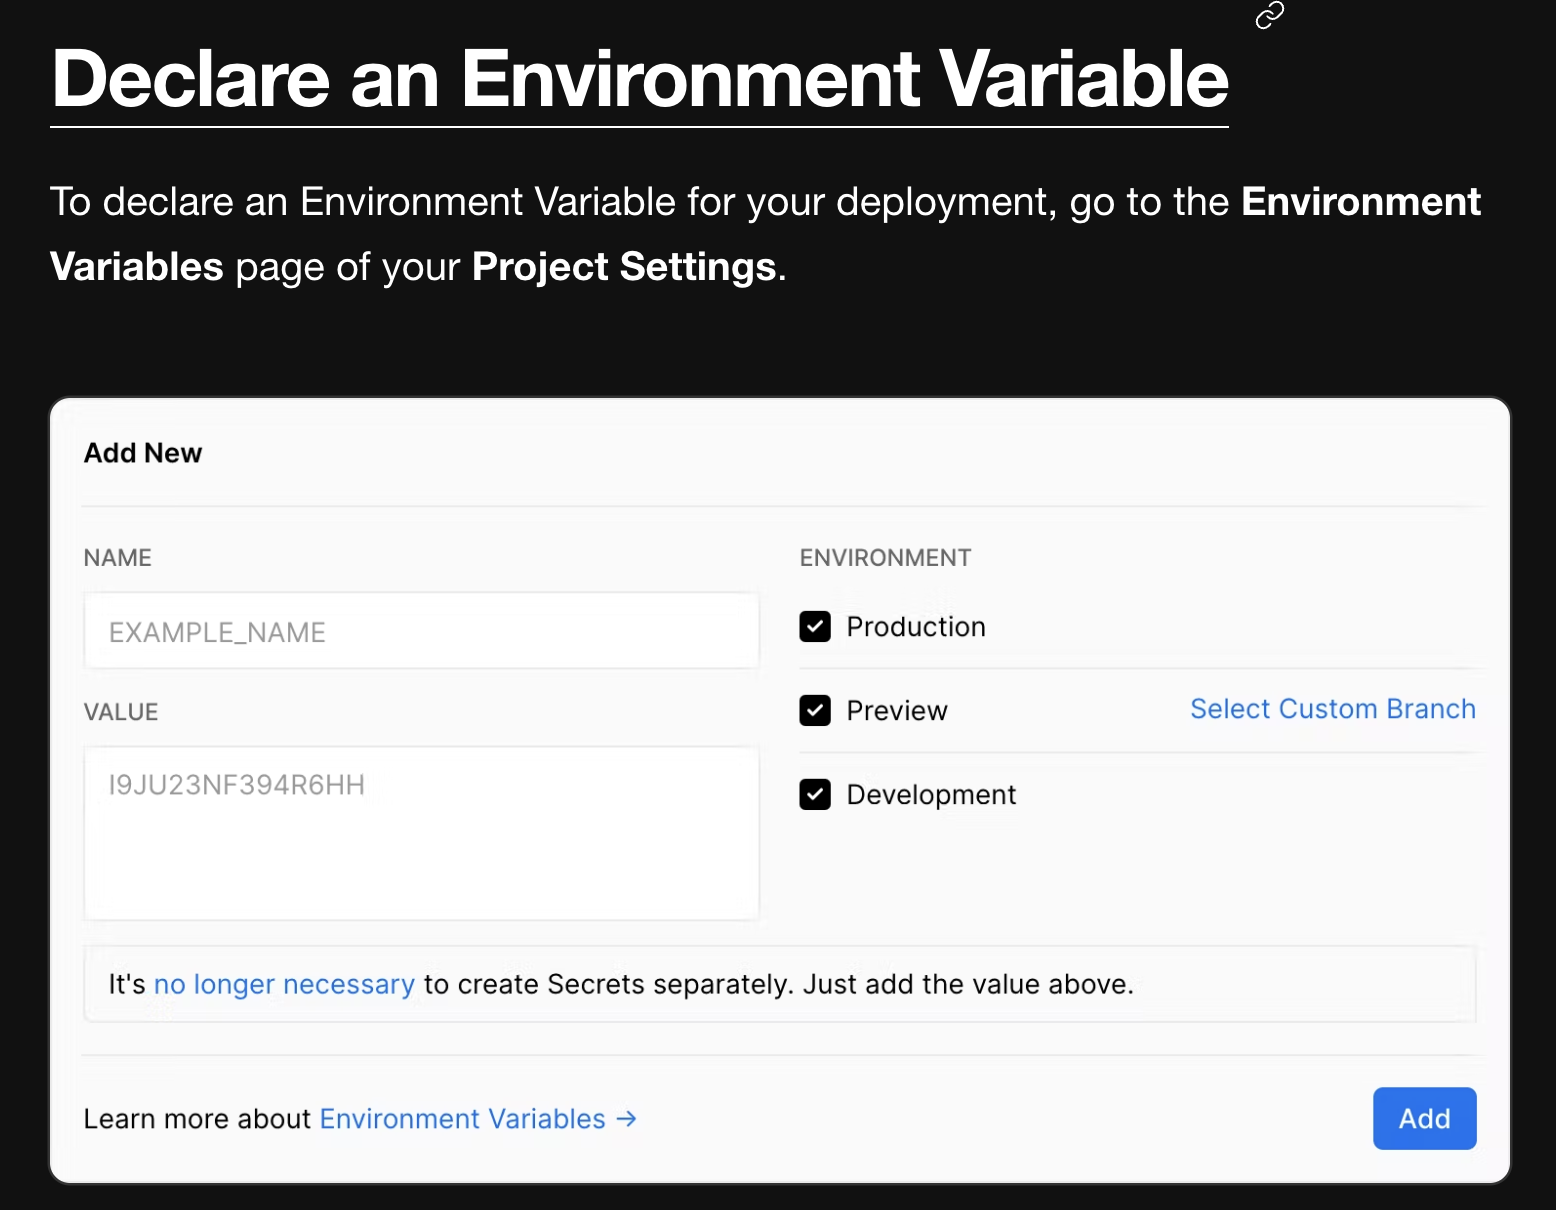 Declare an Environment Variable
To declare an Environment Variable for your deployment, go to the Environment
Variables page of your Project Settings.
Add New
NAME
EXAMPLE_NAME
VALUE
I9JU23NF394R6HH
ENVIRONMENT
Production
Preview
Select Custom Branch
Development
It's no longer necessary to create Secrets separately. Just add the value above.
Learn more about Environment Variables →
Add